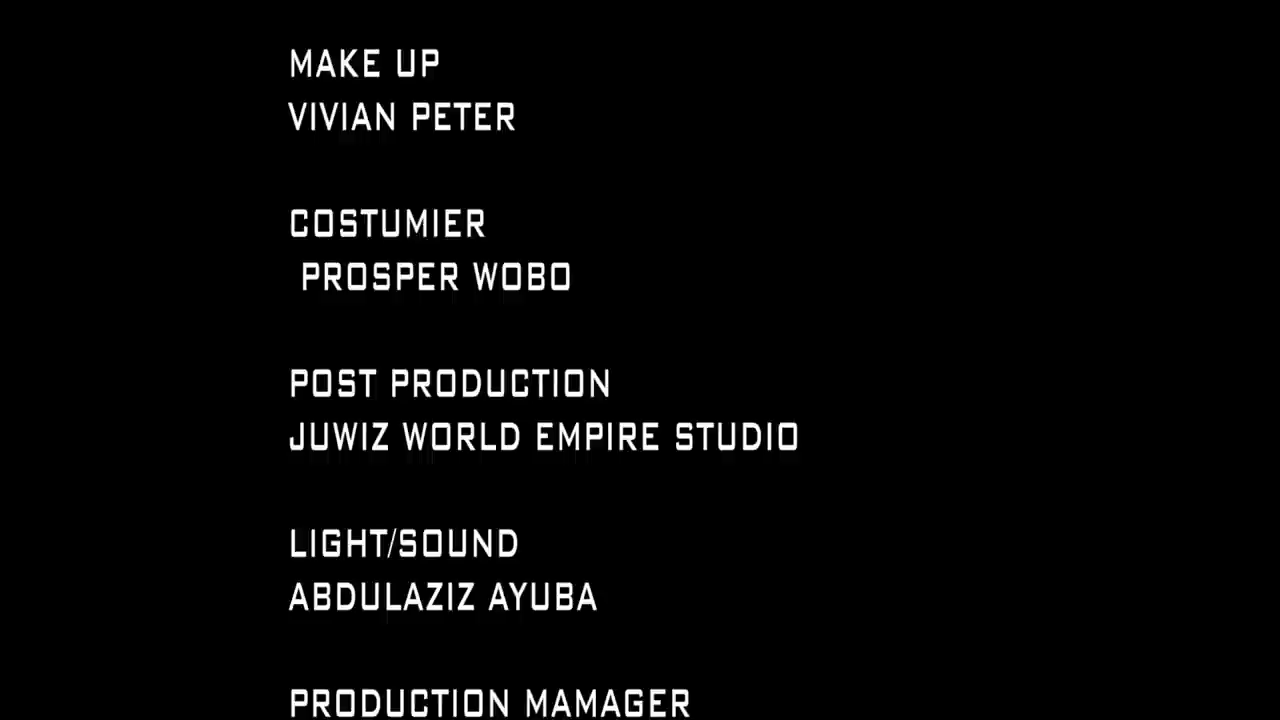 MAKE UP
VIVIAN PETER
COSTUMIER
PROSPER WOBO
POST PRODUCTION
JUWIZ WORLD EMPIRE STUDIO
LIGHT/SOUND
ABDULAZIZ AYUBA
PRODUCTION MAMAGER